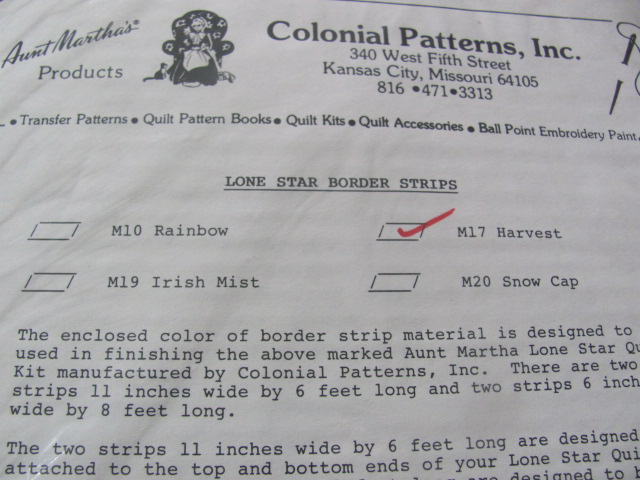 Aunt Martha's®
Products
Colonial Patterns, Inc.
340 West Fifth Street
Kansas City, Missouri 64105
816 •471•3313
• Transfer Patterns • Quilt Pattern Books • Quilt Kits • Quilt Accessories • Ball Point Embroidery Paint
LONE STAR BORDER STRIPS
M10 Rainbow
M17 Harvest
M19 Irish Mist
M20 Snow Cap
The enclosed color of border strip material is designed to
used in finishing the above marked Aunt Martha Lone Star Qu
Kit manufactured by Colonial Patterns, Inc. There are two
strips 11 inches wide by 6 feet long and two strips 6 inch
wide by 8 feet long.
The two strips 11 inches wide by 6 feet long are designed
attached to the top and bottom ends of your Lone Star Qui